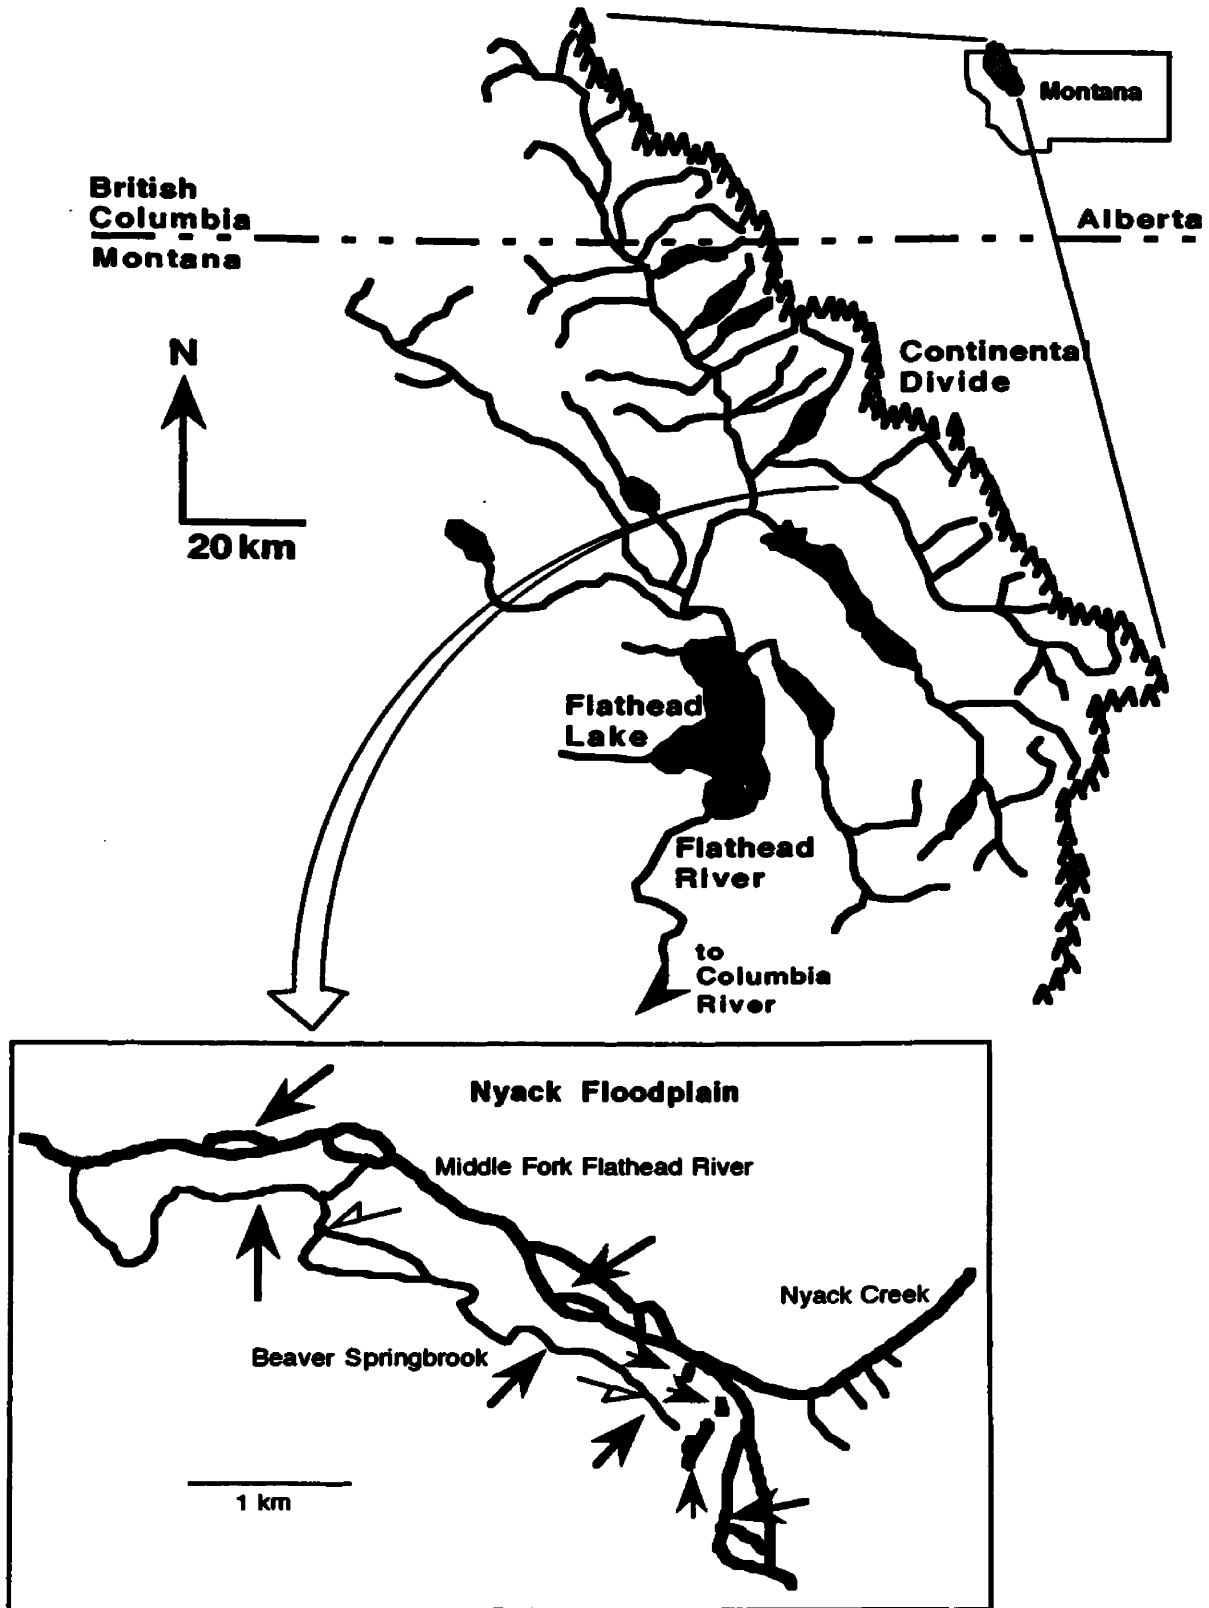 Montana
British
Columbia
Alberta
Montana
N
Continental
Divide
20 km
Flathead
Lake
Flathead
River
to
Columbia
River
Nyack Floodplain
Middle Fork Flathead River
Nyack Creek
Beaver Springbrook
1 km